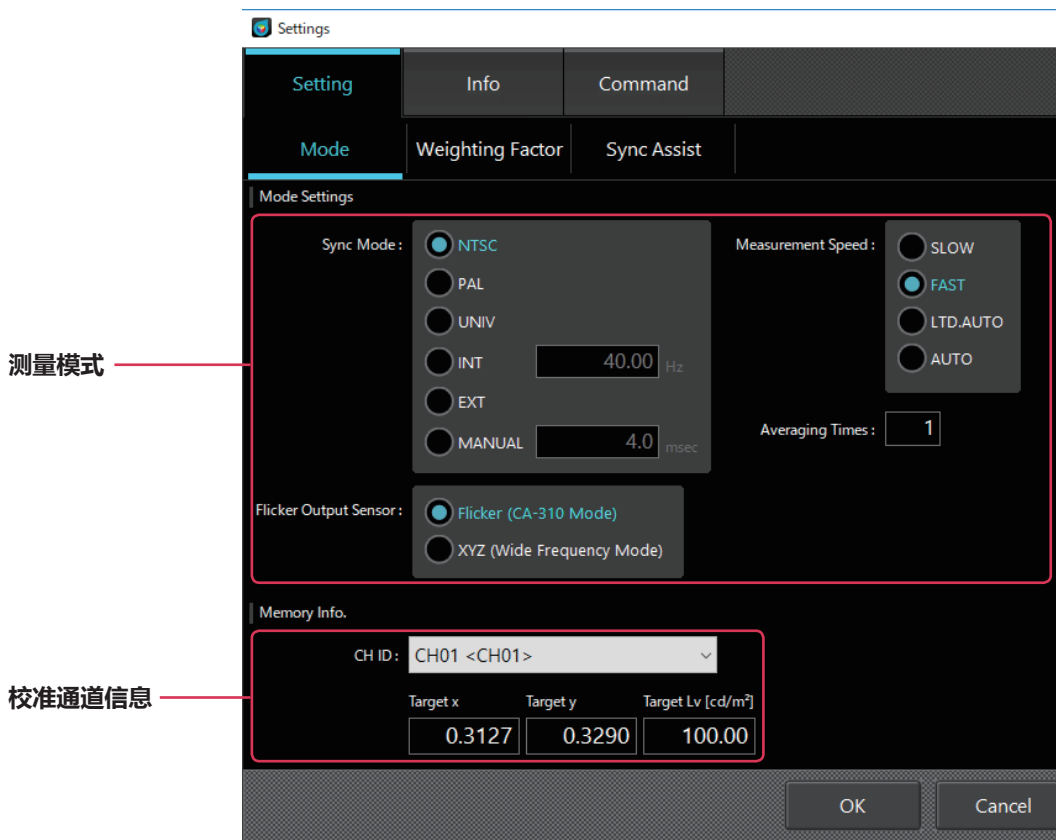 Settings
Setting Info Command
Mode Weighting Factor Sync Assist
Mode Settings
Sync Mode :
NTSC
PAL
UNIV
INT 40.00 Hz
EXT
MANUAL 4.0 msec
Measurement Speed :
SLOW
FAST
LTD.AUTO
AUTO
Averaging Times : 1
测量模式
Flicker Output Sensor :
Flicker (CA-310 Mode)
XYZ (Wide Frequency Mode)
Memory Info.
CH ID : CH01 <CH01>
校准通道信息
Target x Target y Target Lv [cd/m²]
0.3127 0.3290 100.00
OK Cancel